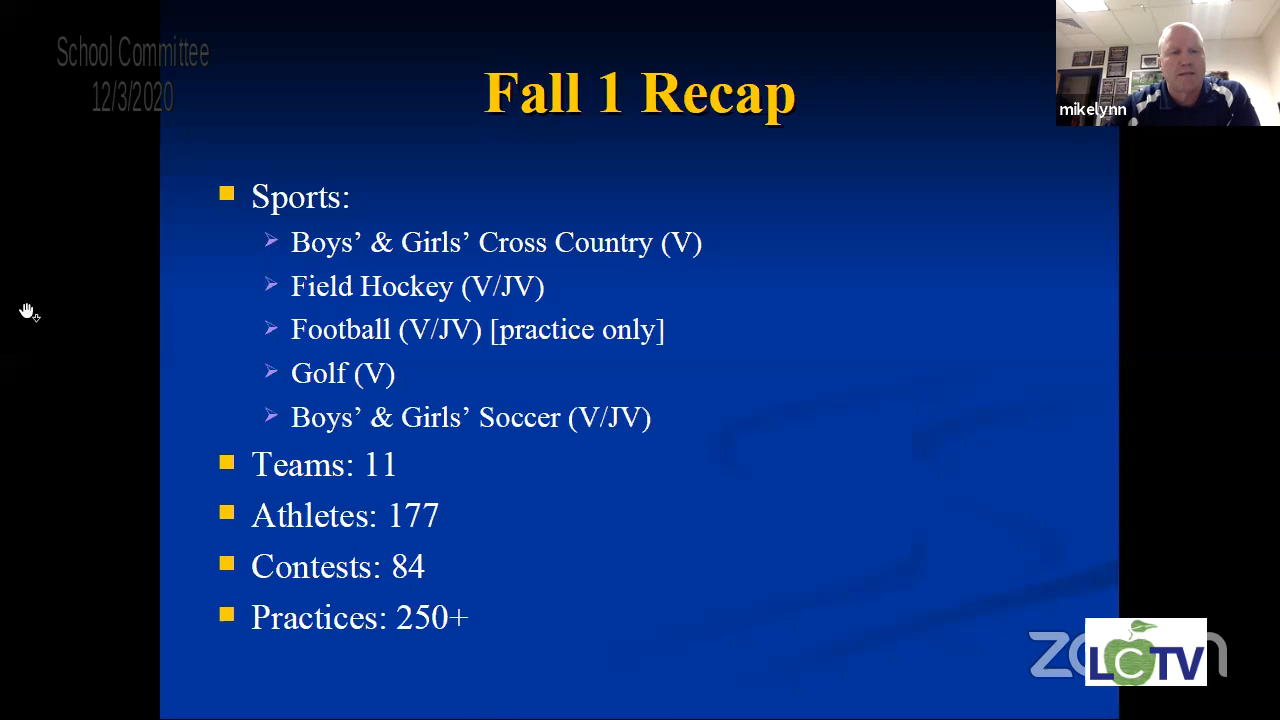 School Committee
12/3/2020
Fall 1 Recap
mikelynn
Sports:
Boys’ & Girls’ Cross Country (V)
Field Hockey (V/JV)
Football (V/JV) [practice only]
Golf (V)
Boys’ & Girls’ Soccer (V/JV)
Teams: 11
Athletes: 177
Contests: 84
Practices: 250+
zoom
LCTV